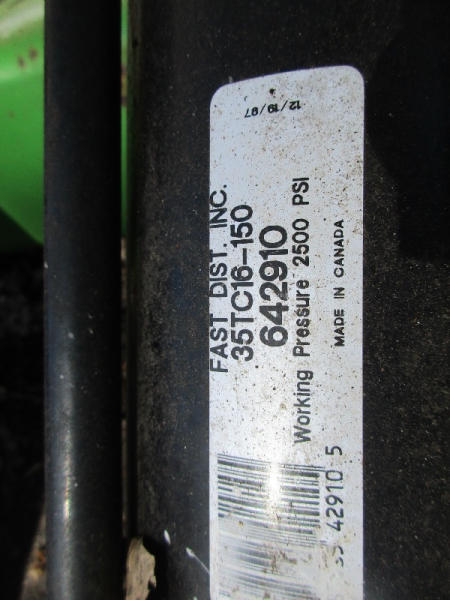 12/19/97
FAST DIST. INC.
35TC16-150
642910
Working Pressure 2500 PSI
MADE IN CANADA
42910 5